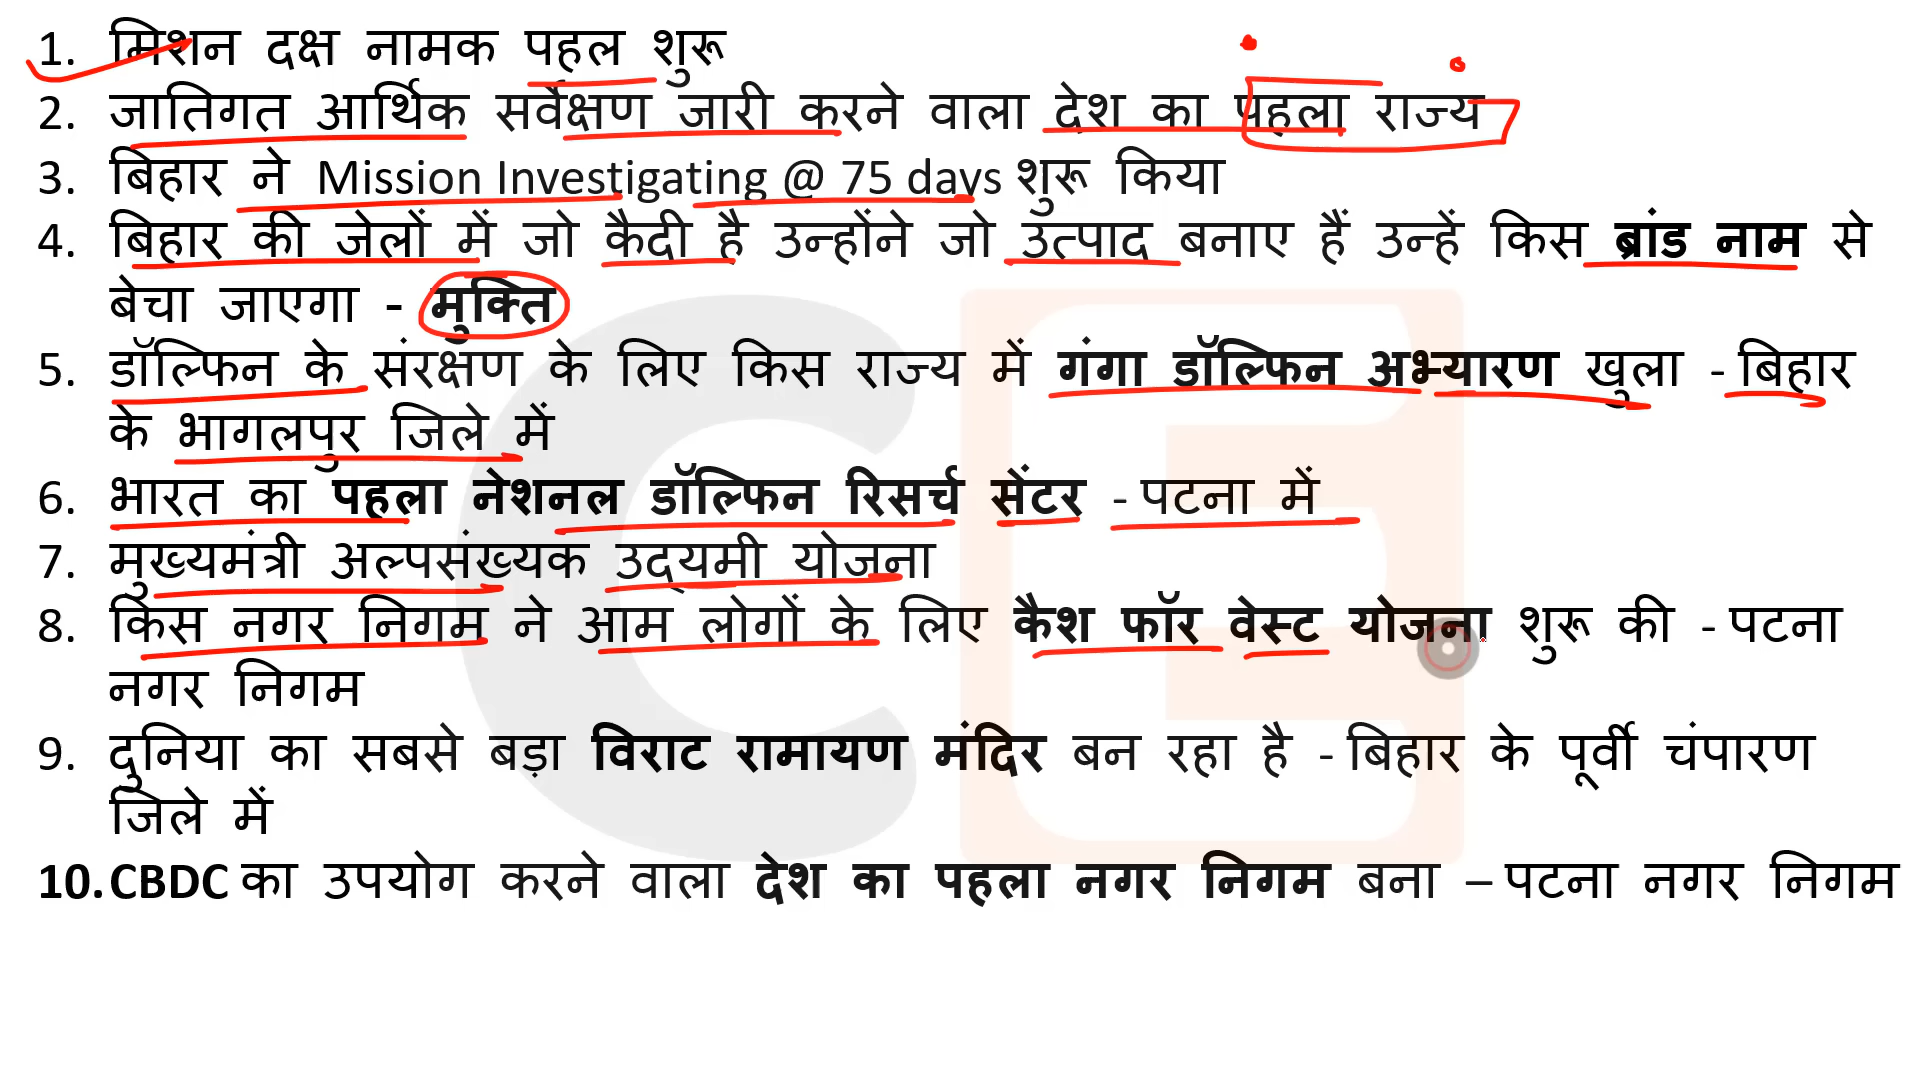 1. मिशन दक्ष नामक पहल शुरू
2. जातिगत आर्थिक सर्वेक्षण जारी करने वाला देश का पहला राज्य
3. बिहार ने Mission Investigating @ 75 days शुरू किया
4. बिहार की जेलों में जो कैदी है उन्होंने जो उत्पाद बनाए हैं उन्हें किस ब्रांड नाम से
बेचा जाएगा - मुक्ति
5. डॉल्फिन के संरक्षण के लिए किस राज्य में गंगा डॉल्फिन अभ्यारण खुला - बिहार
के भागलपुर जिले में
6. भारत का पहला नेशनल डॉल्फिन रिसर्च सेंटर - पटना में
7. मुख्यमंत्री अल्पसंख्यक उद्यमी योजना
8. किस नगर निगम ने आम लोगों के लिए कैश फॉर वेस्ट योजना शुरू की - पटना
नगर निगम
9. दुनिया का सबसे बड़ा विराट रामायण मंदिर बन रहा है - बिहार के पूर्वी चंपारण
जिले में
10. CBDC का उपयोग करने वाला देश का पहला नगर निगम बना – पटना नगर निगम